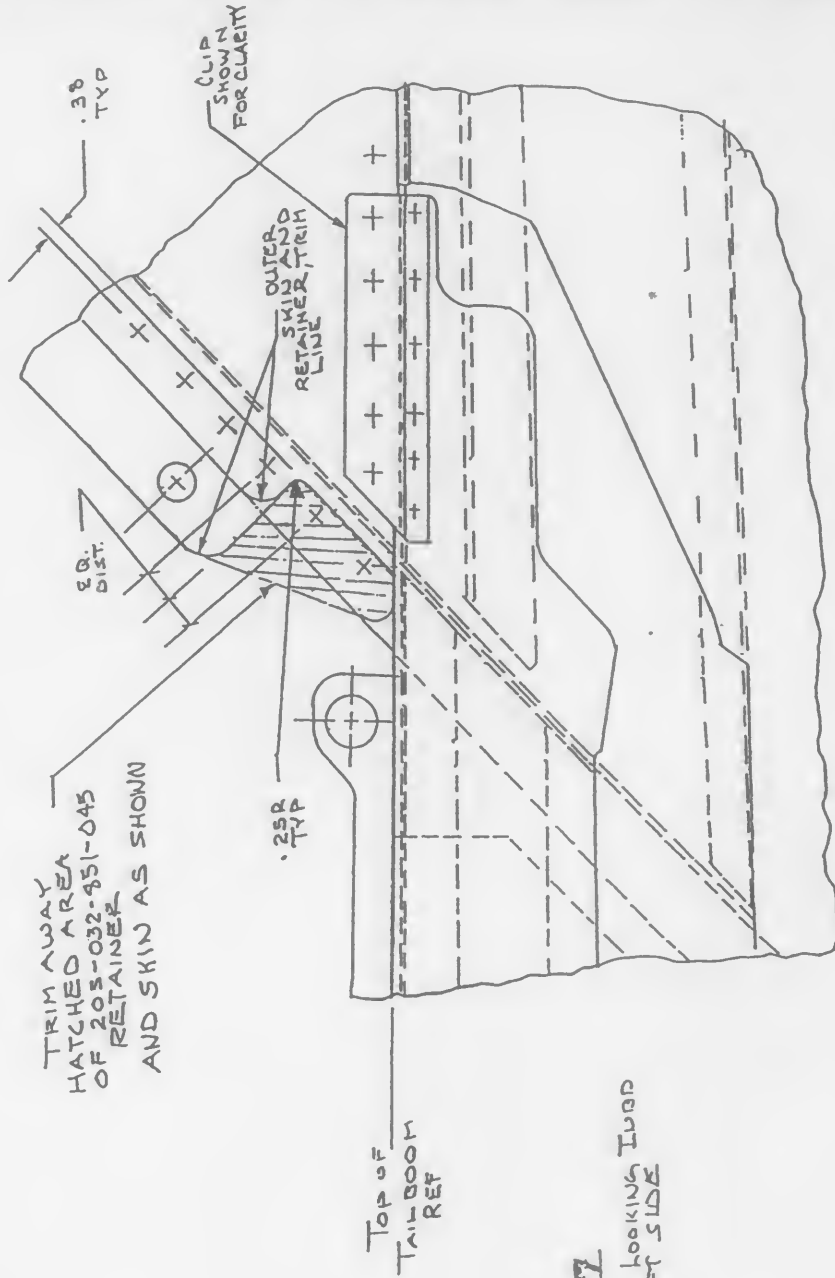 TRIM AWAY
HATCHED AREA
OF 205-032-851-045
RETAINER
AND SKIN AS SHOWN
EQ.
DIST.
.38
TYP
CLIP
SHOWN
FOR CLARITY
OUTER
SKIN AND
RETAINER, TRIM
LINE
.25R
TYP
TOP OF
TAILBOOM
REF
LOOKING INBD
SIDE